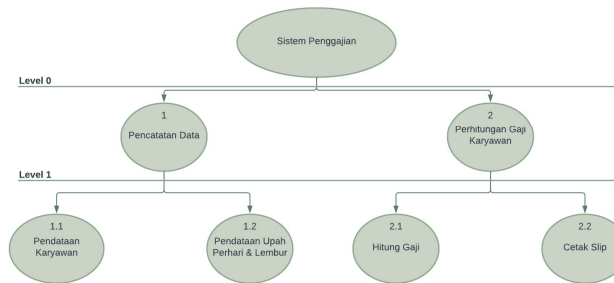 Sistem Penggajian
Level 0
1
Pencatatan Data
2
Perhitungan Gaji
Karyawan
Level 1
1.1
Pendataan
Karyawan
1.2
Pendataan Upah
Perhari & Lembur
2.1
Hitung Gaji
2.2
Cetak Slip